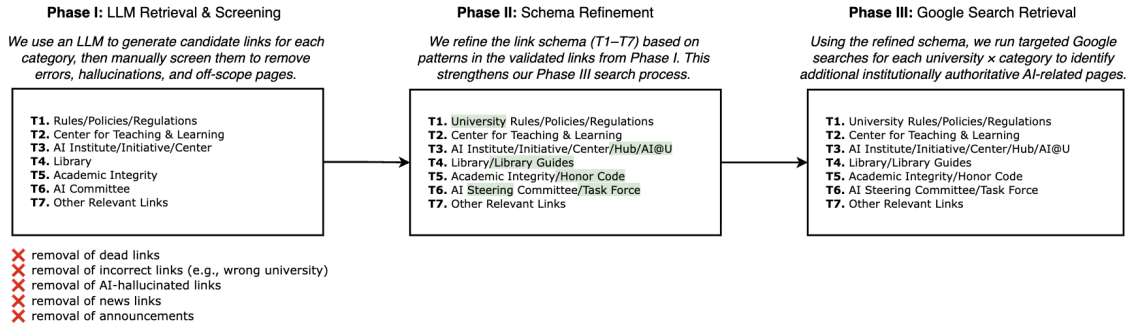 Phase I: LLM Retrieval & Screening
We use an LLM to generate candidate links for each
category, then manually screen them to remove
errors, hallucinations, and off-scope pages.
T1. Rules/Policies/Regulations
T2. Center for Teaching & Learning
T3. AI Institute/Initiative/Center
T4. Library
T5. Academic Integrity
T6. AI Committee
T7. Other Relevant Links
removal of dead links
removal of incorrect links (e.g., wrong university)
removal of AI-hallucinated links
removal of news links
removal of announcements
Phase II: Schema Refinement
We refine the link schema (T1–T7) based on
patterns in the validated links from Phase I. This
strengthens our Phase III search process.
T1. University Rules/Policies/Regulations
T2. Center for Teaching & Learning
T3. AI Institute/Initiative/Center/Hub/AI@U
T4. Library/Library Guides
T5. Academic Integrity/Honor Code
T6. AI Steering Committee/Task Force
T7. Other Relevant Links
Phase III: Google Search Retrieval
Using the refined schema, we run targeted Google
searches for each university × category to identify
additional institutionally authoritative AI-related pages.
T1. University Rules/Policies/Regulations
T2. Center for Teaching & Learning
T3. AI Institute/Initiative/Center/Hub/AI@U
T4. Library/Library Guides
T5. Academic Integrity/Honor Code
T6. AI Steering Committee/Task Force
T7. Other Relevant Links